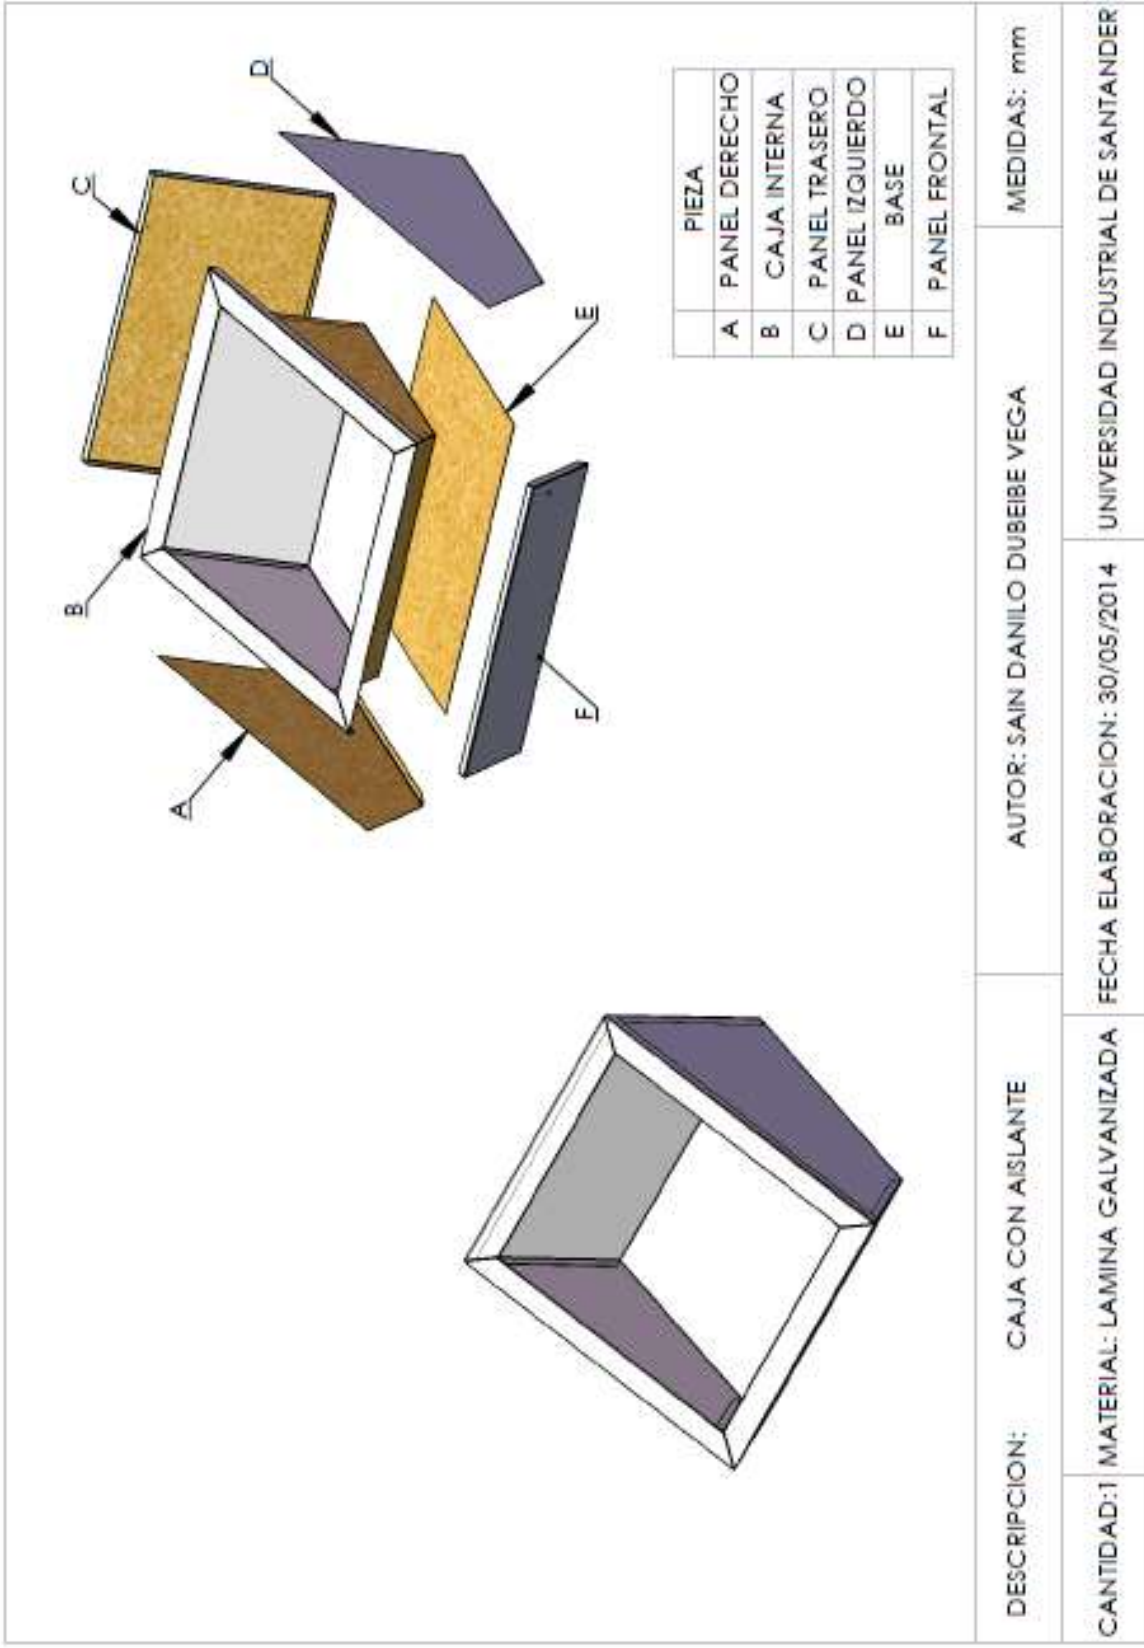 C
D
B
A
E
F
PIEZA
A PANEL DERECHO
B CAJA INTERNA
C PANEL TRASERO
D PANEL IZQUIERDO
E BASE
F PANEL FRONTAL
DESCRIPCION: CAJA CON AISLANTE
AUTOR: SAIN DANILO DUBEIBE VEGA
MEDIDAS: mm
CANTIDAD:1
MATERIAL: LAMINA GALVANIZADA
FECHA ELABORACION: 30/05/2014
UNIVERSIDAD INDUSTRIAL DE SANTANDER